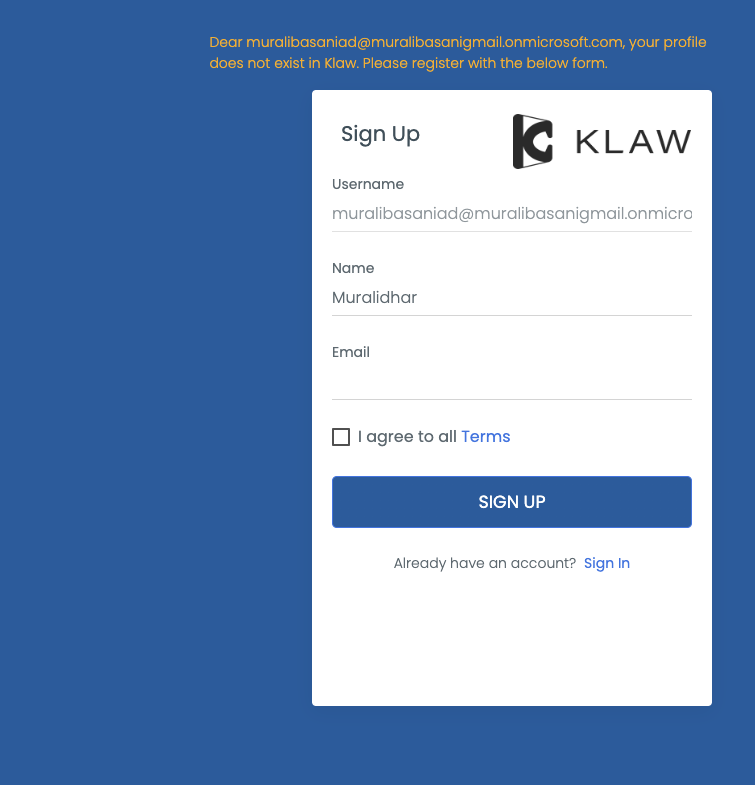 Dear muralibasaniad@muralibasanigmail.onmicrosoft.com, your profile
does not exist in Klaw. Please register with the below form.
Sign Up
KLAW
Username
muralibasaniad@muralibasanigmail.onmicro
Name
Muralidhar
Email
I agree to all Terms
SIGN UP
Already have an account? Sign In